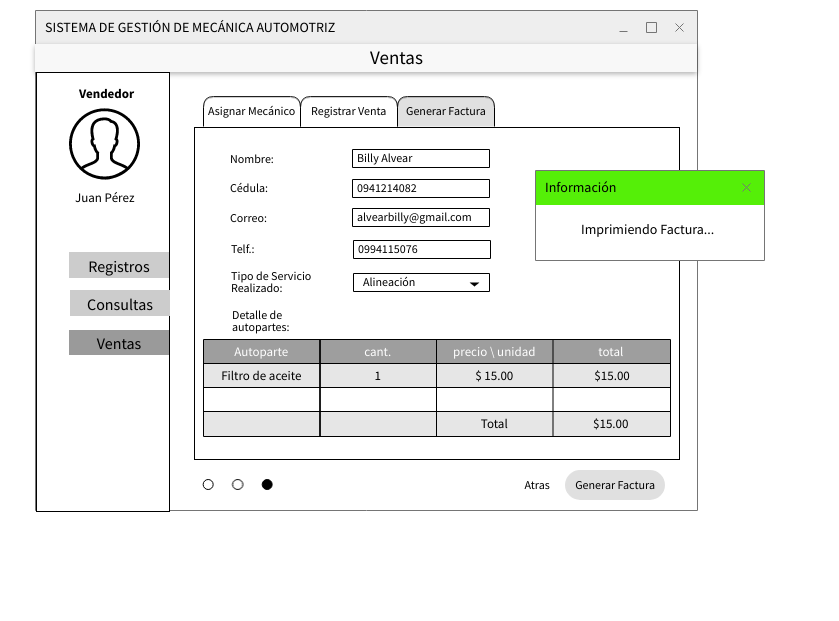 SISTEMA DE GESTIÓN DE MECÁNICA AUTOMOTRIZ
Ventas
Vendedor
Juan Pérez
Registros
Consultas
Ventas
Asignar Mecánico Registrar Venta Generar Factura
Nombre: Billy Alvear
Cédula: 0941214082
Correo: alvearbilly@gmail.com
Telf.: 0994115076
Tipo de Servicio
Realizado: Alineación
Detalle de
autopartes:
Autoparte cant. precio \ unidad total
Filtro de aceite 1 $ 15.00 $15.00
Total $15.00
Atras Generar Factura
Información
Imprimiendo Factura...